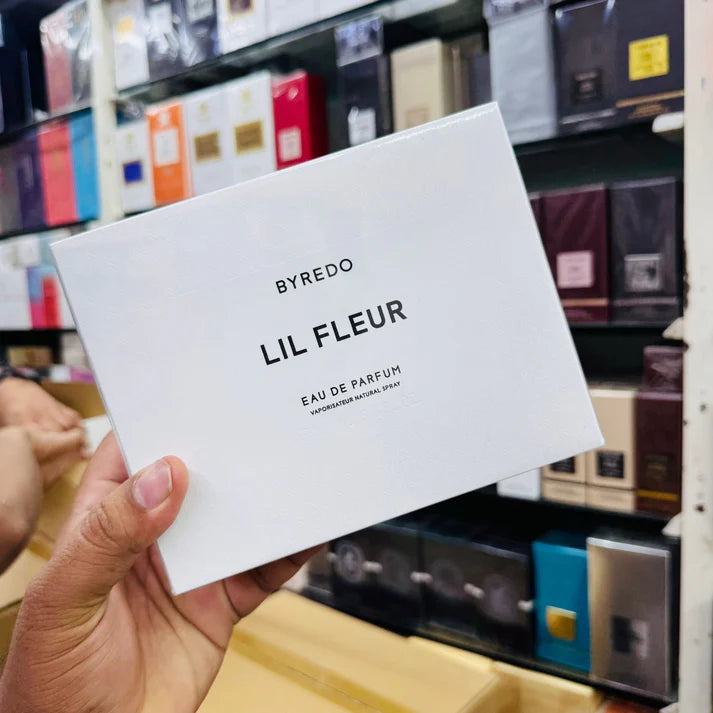 BYREDO
LIL FLEUR
EAU DE PARFUM
VAPORISATEUR NATURAL SPRAY